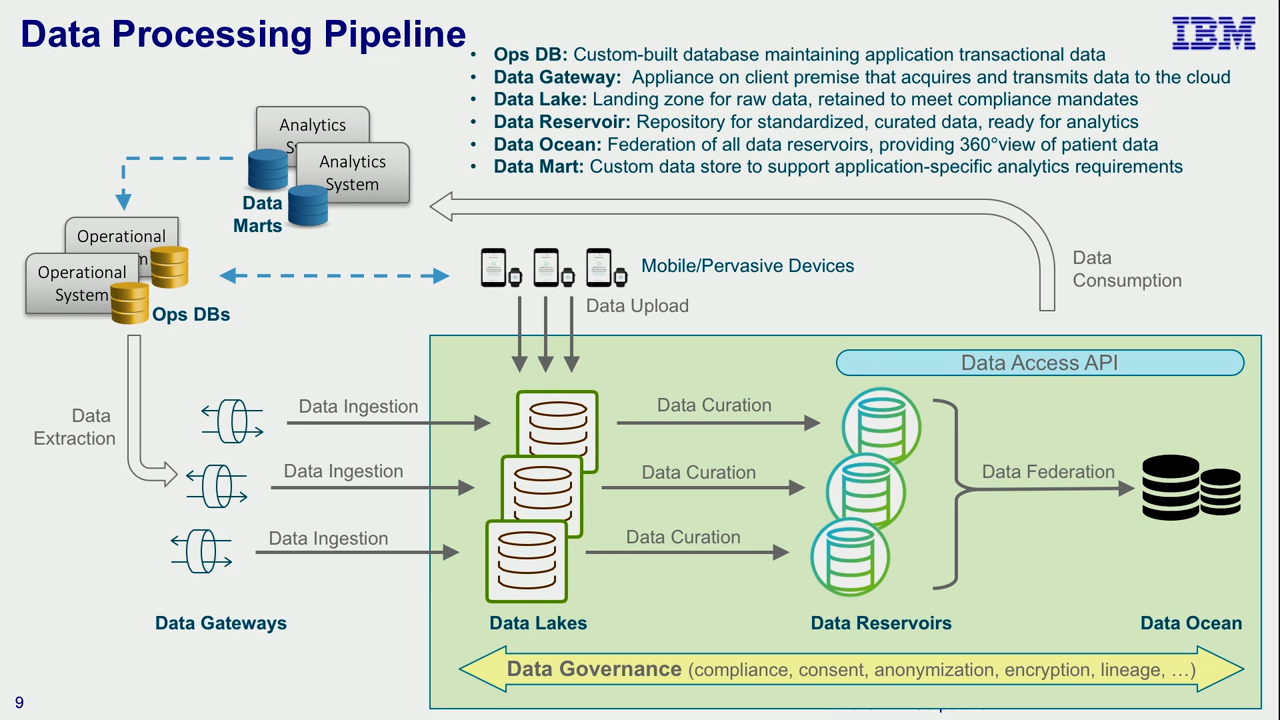 Data Processing Pipeline
IBM
• Ops DB: Custom-built database maintaining application transactional data
• Data Gateway: Appliance on client premise that acquires and transmits data to the cloud
• Data Lake: Landing zone for raw data, retained to meet compliance mandates
• Data Reservoir: Repository for standardized, curated data, ready for analytics
• Data Ocean: Federation of all data reservoirs, providing 360°view of patient data
• Data Mart: Custom data store to support application-specific analytics requirements
Analytics
S
Analytics
System
Data
Marts
Operational
m
Operational
System
Ops DBs
Mobile/Pervasive Devices
Data Upload
Data
Consumption
Data Access API
Data
Extraction
Data Ingestion
Data Curation
Data Ingestion
Data Curation
Data Federation
Data Ingestion
Data Curation
Data Gateways
Data Lakes
Data Reservoirs
Data Ocean
Data Governance (compliance, consent, anonymization, encryption, lineage, …)
9